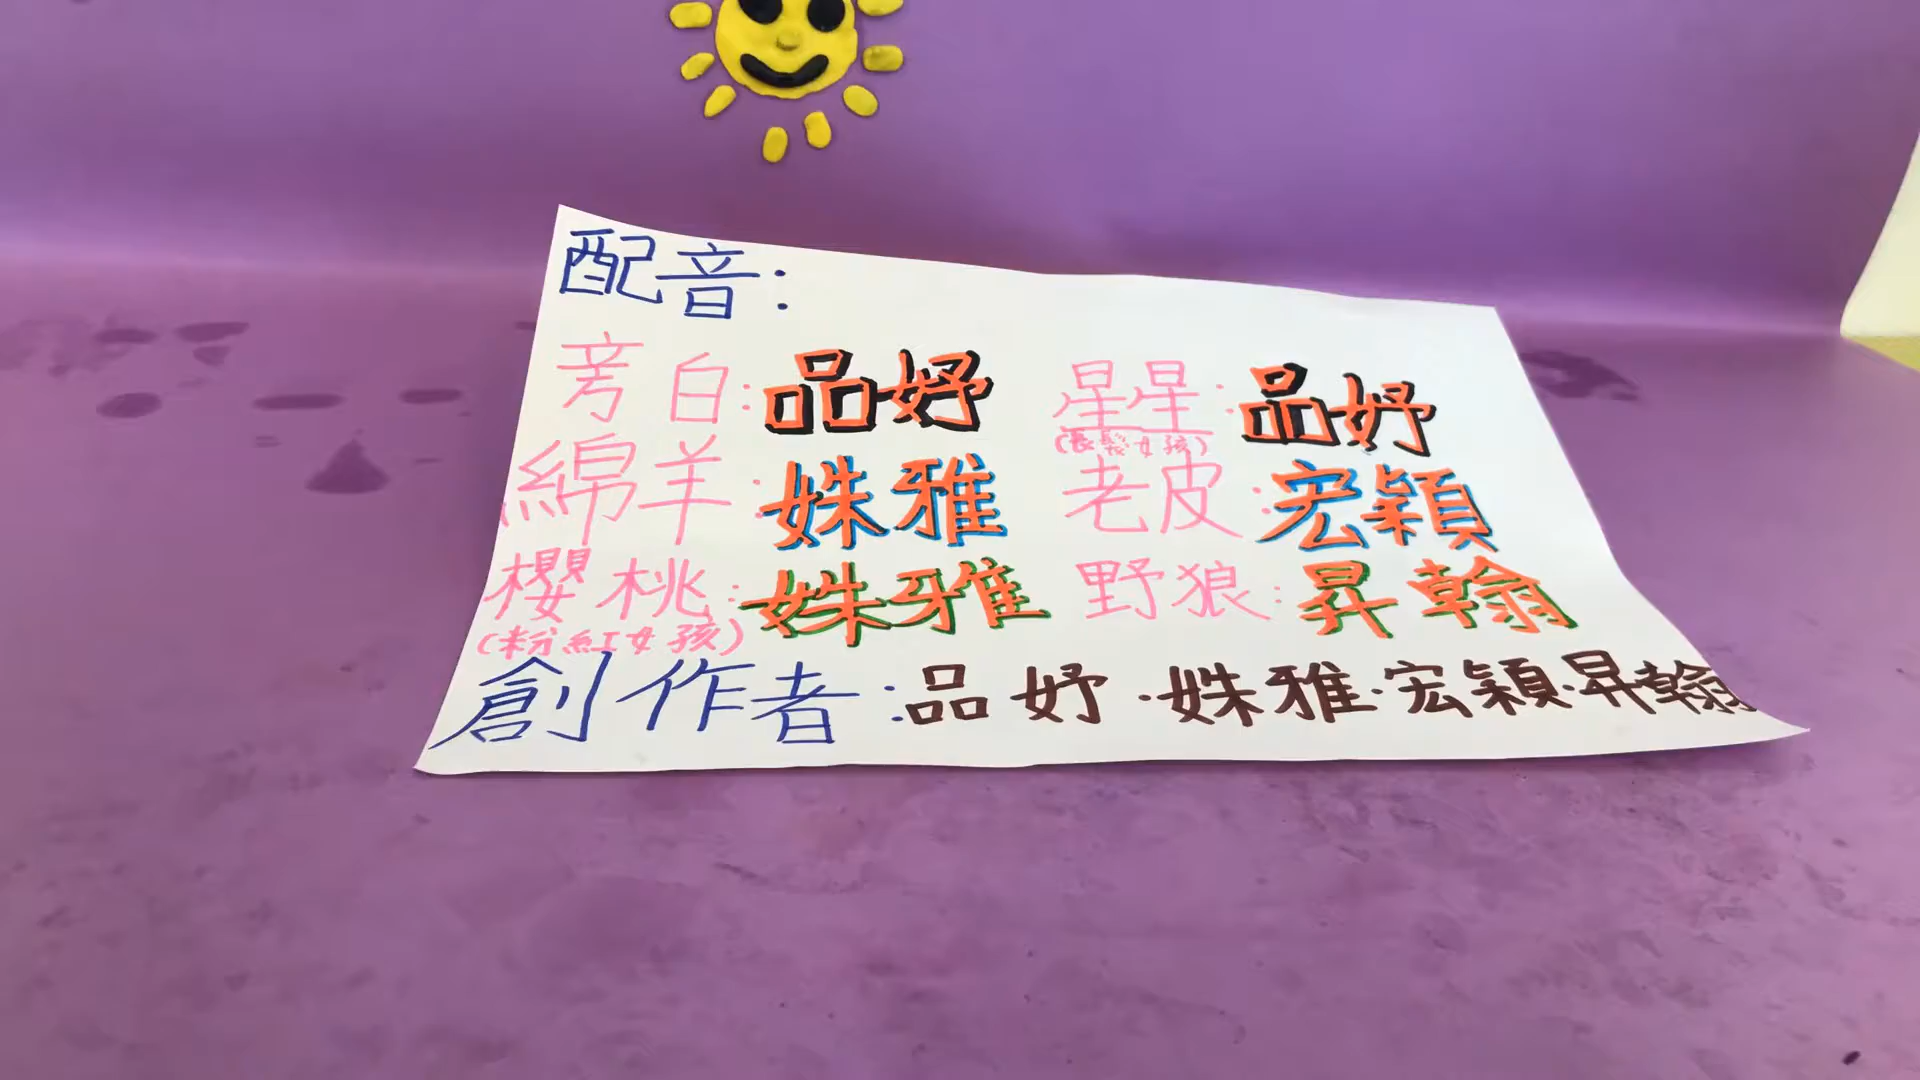 配音:
旁白:品妤 星星:品妤
(長髮女孩)
綿羊:姝雅 老皮:宏穎
櫻桃:姝雅 野狼:昇翰
(粉紅女孩)
創作者:品妤·姝雅·宏穎·昇翰